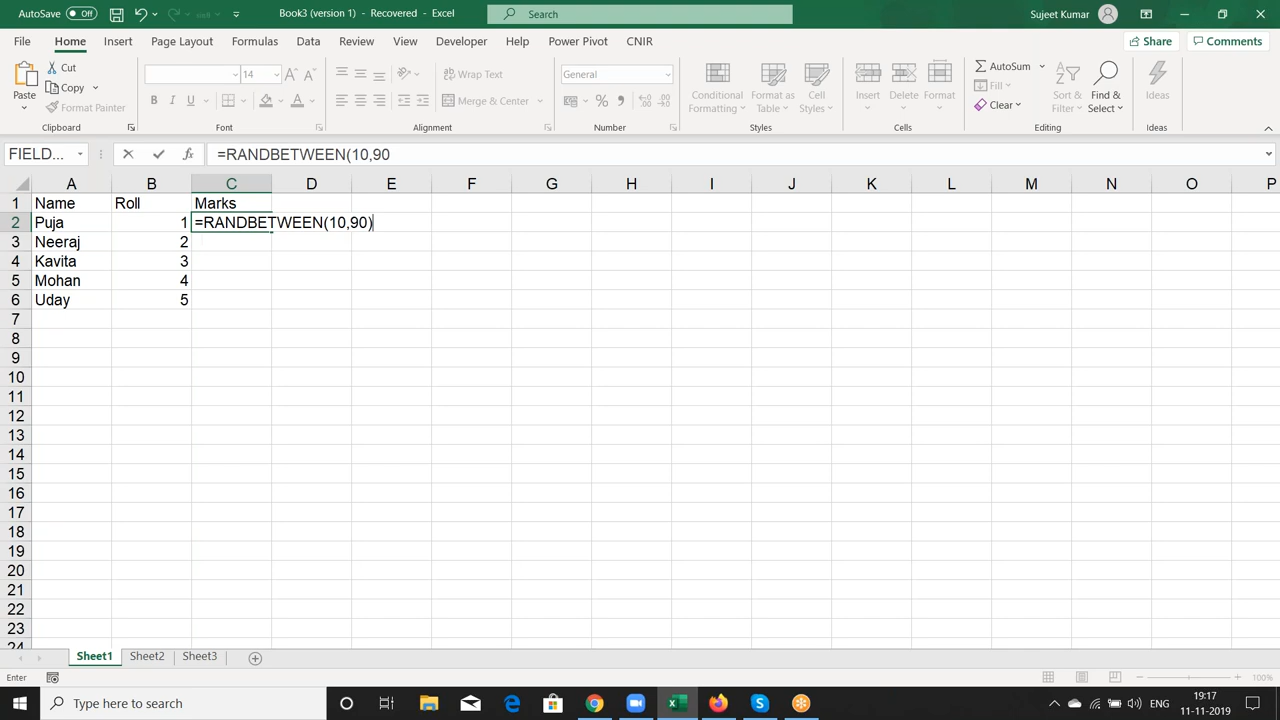 AutoSave Off Book3 (version 1) - Recovered - Excel Search Sujeet Kumar
File Home Insert Page Layout Formulas Data Review View Developer Help Power Pivot CNIR Share Comments
Paste Cut Copy Format Painter Clipboard
14 B I U Font
Wrap Text Merge & Center Alignment
General % Number
Conditional Formatting Format as Table Cell Styles Styles
Insert Delete Format Cells
AutoSum Fill Clear Sort & Filter Find & Select Editing
Ideas Ideas
FIELD... fx =RANDBETWEEN(10,90
A B C D E F G H I J K L M N O P
1 Name Roll Marks
2 Puja 1 =RANDBETWEEN(10,90)
3 Neeraj 2
4 Kavita 3
5 Mohan 4
6 Uday 5
7
8
9
10
11
12
13
14
15
16
17
18
19
20
21
22
23
24
Sheet1 Sheet2 Sheet3
Enter 100%
Type here to search ENG 19:17 11-11-2019